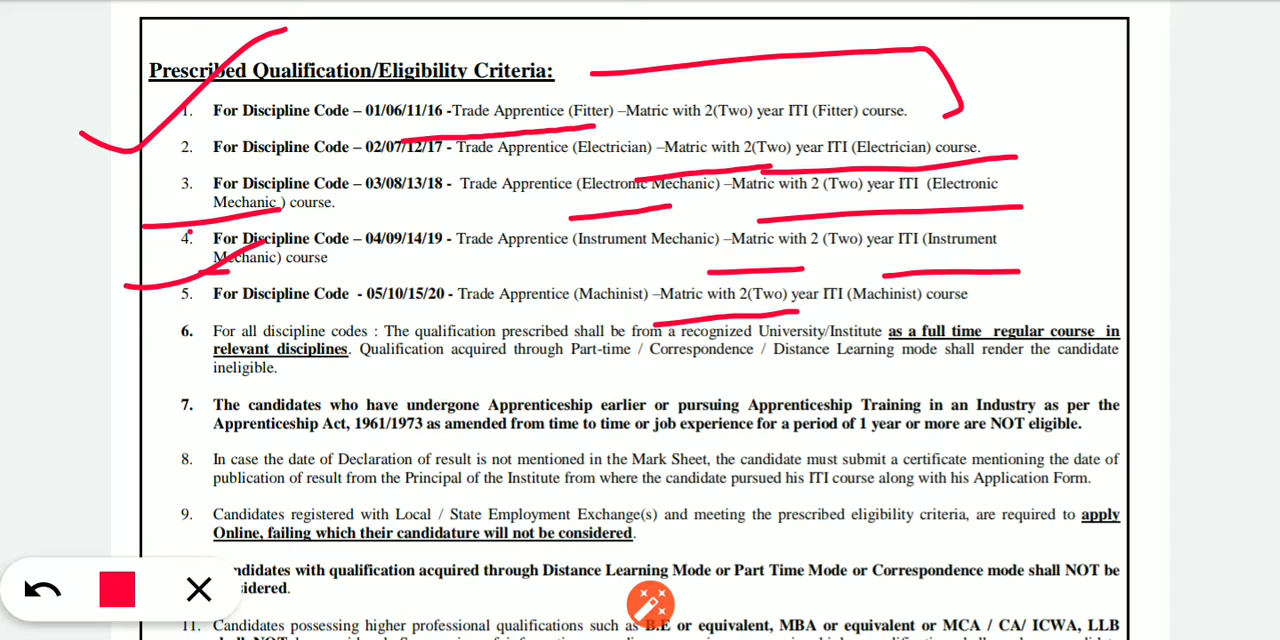 Prescribed Qualification/Eligibility Criteria:
1. For Discipline Code – 01/06/11/16 -Trade Apprentice (Fitter) –Matric with 2(Two) year ITI (Fitter) course.
2. For Discipline Code – 02/07/12/17 - Trade Apprentice (Electrician) –Matric with 2(Two) year ITI (Electrician) course.
3. For Discipline Code – 03/08/13/18 - Trade Apprentice (Electronic Mechanic) –Matric with 2 (Two) year ITI (Electronic
Mechanic ) course.
4. For Discipline Code – 04/09/14/19 - Trade Apprentice (Instrument Mechanic) –Matric with 2 (Two) year ITI (Instrument
Mechanic) course
5. For Discipline Code - 05/10/15/20 - Trade Apprentice (Machinist) –Matric with 2(Two) year ITI (Machinist) course
6. For all discipline codes : The qualification prescribed shall be from a recognized University/Institute as a full time regular course in
relevant disciplines. Qualification acquired through Part-time / Correspondence / Distance Learning mode shall render the candidate
ineligible.
7. The candidates who have undergone Apprenticeship earlier or pursuing Apprenticeship Training in an Industry as per the
Apprenticeship Act, 1961/1973 as amended from time to time or job experience for a period of 1 year or more are NOT eligible.
8. In case the date of Declaration of result is not mentioned in the Mark Sheet, the candidate must submit a certificate mentioning the date of
publication of result from the Principal of the Institute from where the candidate pursued his ITI course along with his Application Form.
9. Candidates registered with Local / State Employment Exchange(s) and meeting the prescribed eligibility criteria, are required to apply
Online, failing which their candidature will not be considered.
with qualification acquired through Distance Learning Mode or Part Time Mode or Correspondence mode shall NOT be
11. Candidates possessing higher professional qualifications such as B.E or equivalent, MBA or equivalent or MCA / CA/ ICWA, LLB